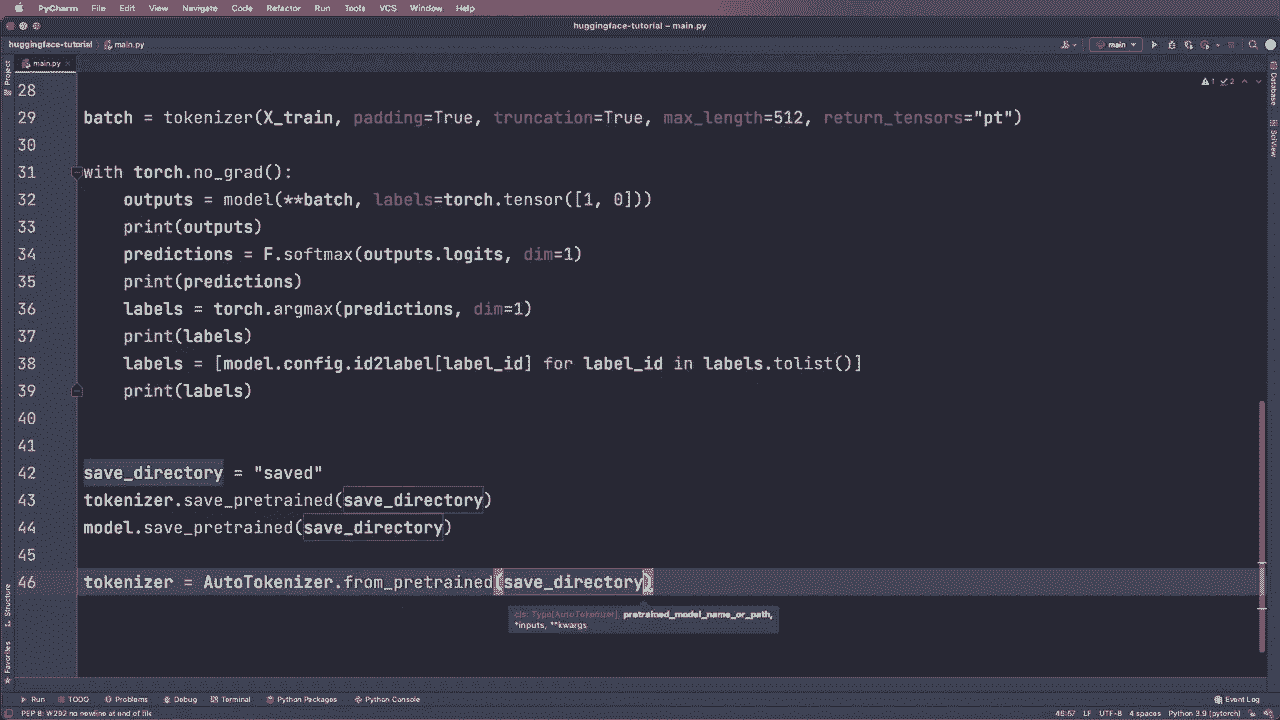 PyCharm File Edit View Navigate Code Refactor Run Tools VCS Window Help
huggingface-tutorial – main.py
huggingface-tutorial main.py main
main.py
Project
1 2
Database
SciView
28
29 batch = tokenizer(X_train, padding=True, truncation=True, max_length=512, return_tensors="pt")
30
31 with torch.no_grad():
32 outputs = model(**batch, labels=torch.tensor([1, 0]))
33 print(outputs)
34 predictions = F.softmax(outputs.logits, dim=1)
35 print(predictions)
36 labels = torch.argmax(predictions, dim=1)
37 print(labels)
38 labels = [model.config.id2label[label_id] for label_id in labels.tolist()]
39 print(labels)
40
41
42 save_directory = "saved"
43 tokenizer.save_pretrained(save_directory)
44 model.save_pretrained(save_directory)
45
46 tokenizer = AutoTokenizer.from_pretrained(save_directory)
cls: Type[AutoTokenizer], pretrained_model_name_or_path,
*inputs, **kwargs
Structure
Favorites
Run TODO Problems Debug Terminal Python Packages Python Console Event Log
PEP 8: W292 no newline at end of file 46:57 LF UTF-8 4 spaces Python 3.9 (pytorch)